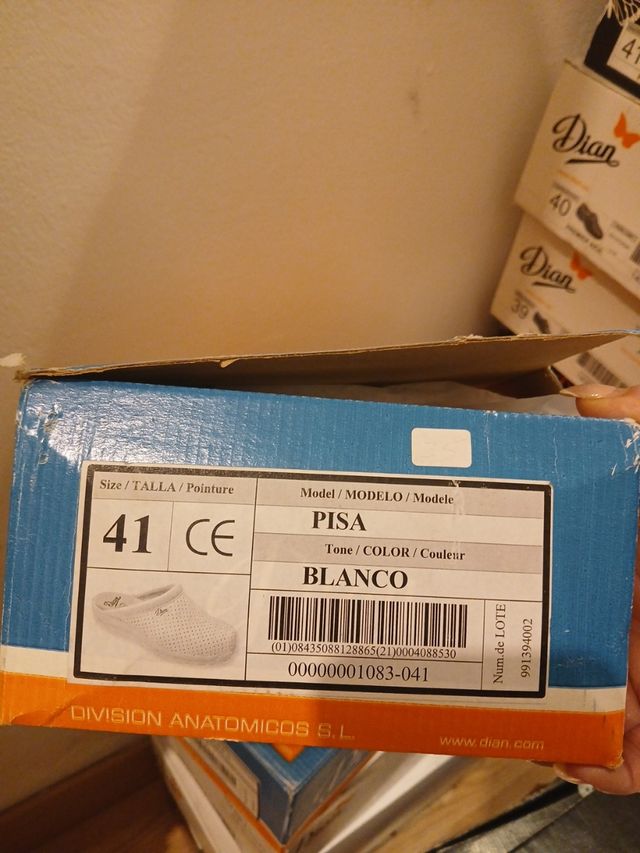 41
Dian
40
Dian
39
Size / TALLA / Pointure
41
CE
Model / MODELO / Modele
PISA
Tone / COLOR / Couleur
BLANCO
(01)08435088128865(21)0004088530
00000001083-041
Num.de LOTE
991394002
DIVISION ANATOMICOS S.L.
www.dian.com